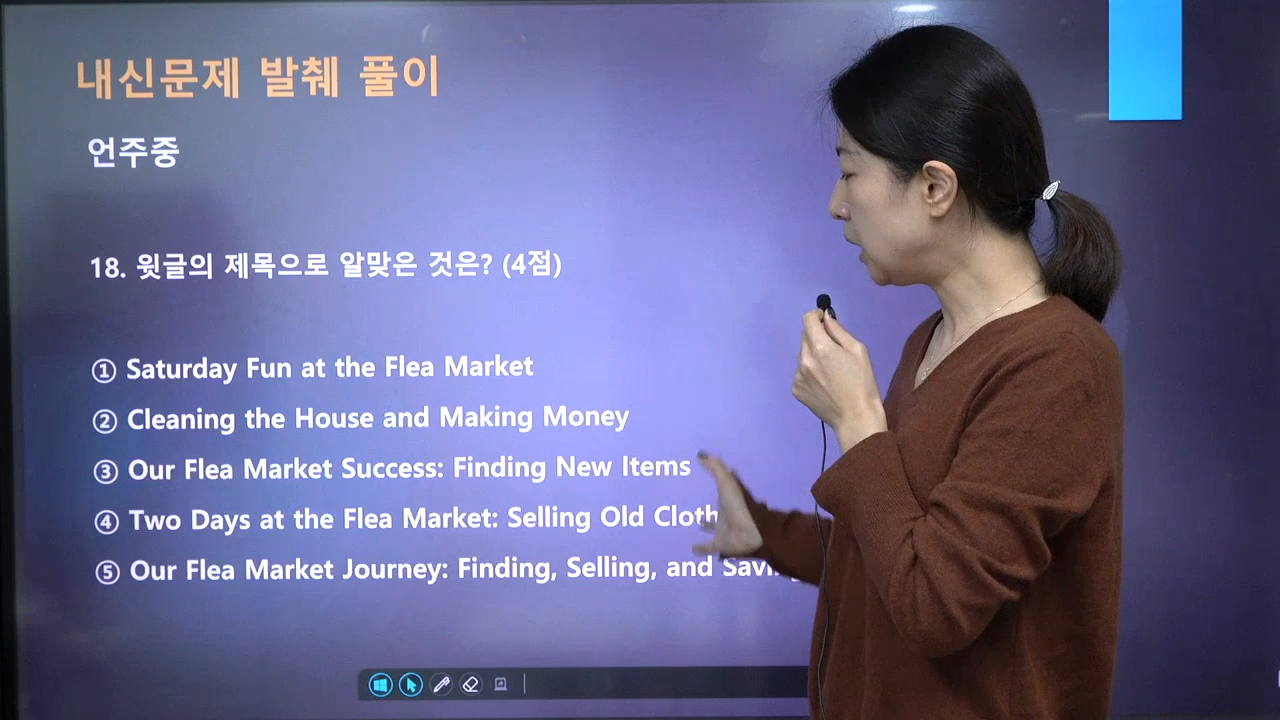 내신문제 발췌 풀이
언주중
18. 윗글의 제목으로 알맞은 것은? (4점)
① Saturday Fun at the Flea Market
② Cleaning the House and Making Money
③ Our Flea Market Success: Finding New Items
④ Two Days at the Flea Market: Selling Old
⑤ Our Flea Market Journey: Finding, Selling, and